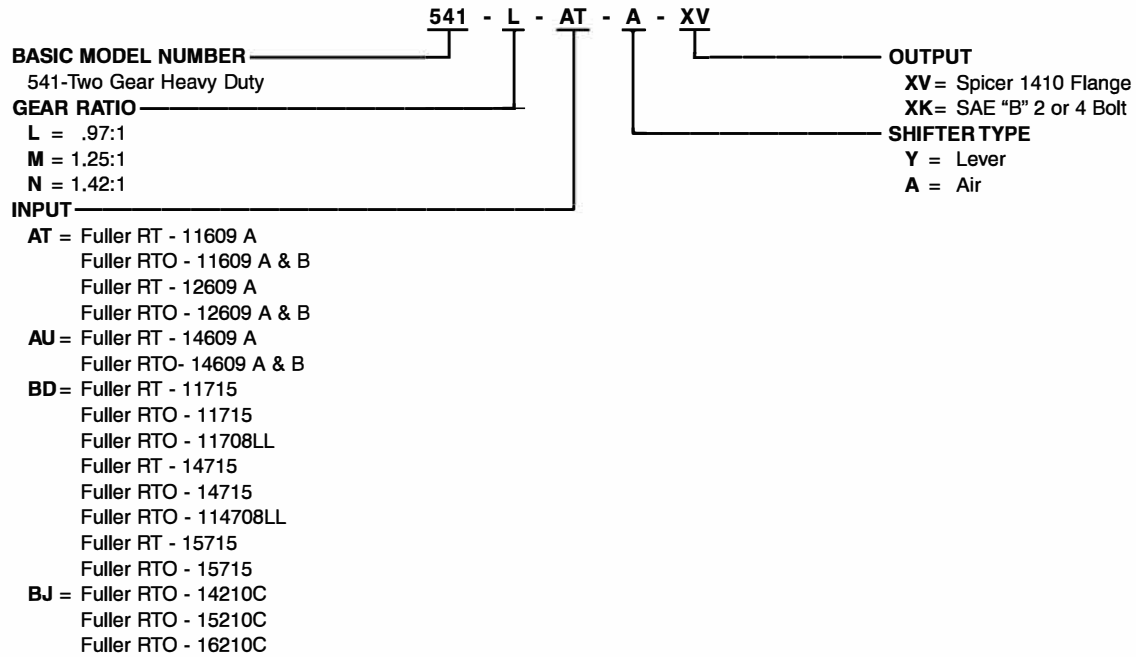 541 - L - AT - A - XV
BASIC MODEL NUMBER
541-Two Gear Heavy Duty
GEAR RATIO
L = .97:1
M = 1.25:1
N = 1.42:1
INPUT
AT = Fuller RT - 11609 A
Fuller RTO - 11609 A & B
Fuller RT - 12609 A
Fuller RTO - 12609 A & B
AU = Fuller RT - 14609 A
Fuller RTO- 14609 A & B
BD = Fuller RT - 11715
Fuller RTO - 11715
Fuller RTO - 11708LL
Fuller RT - 14715
Fuller RTO - 14715
Fuller RTO - 114708LL
Fuller RT - 15715
Fuller RTO - 15715
BJ = Fuller RTO - 14210C
Fuller RTO - 15210C
Fuller RTO - 16210C
OUTPUT
XV = Spicer 1410 Flange
XK = SAE “B” 2 or 4 Bolt
SHIFTER TYPE
Y = Lever
A = Air